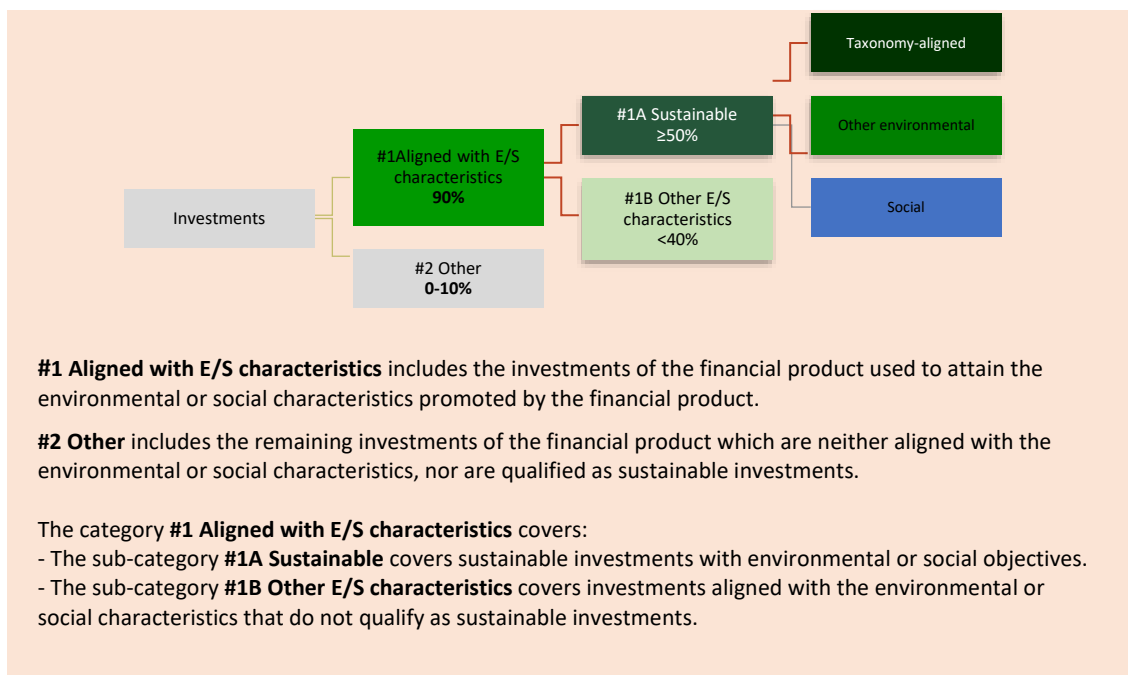 Taxonomy-aligned
#1A Sustainable
≥50%
Other environmental
#1Aligned with E/S
characteristics
90%
#1B Other E/S
characteristics
<40%
Investments
Social
#2 Other
0-10%
#1 Aligned with E/S characteristics includes the investments of the financial product used to attain the
environmental or social characteristics promoted by the financial product.
#2 Other includes the remaining investments of the financial product which are neither aligned with the
environmental or social characteristics, nor are qualified as sustainable investments.
The category #1 Aligned with E/S characteristics covers:
- The sub-category #1A Sustainable covers sustainable investments with environmental or social objectives.
- The sub-category #1B Other E/S characteristics covers investments aligned with the environmental or
social characteristics that do not qualify as sustainable investments.